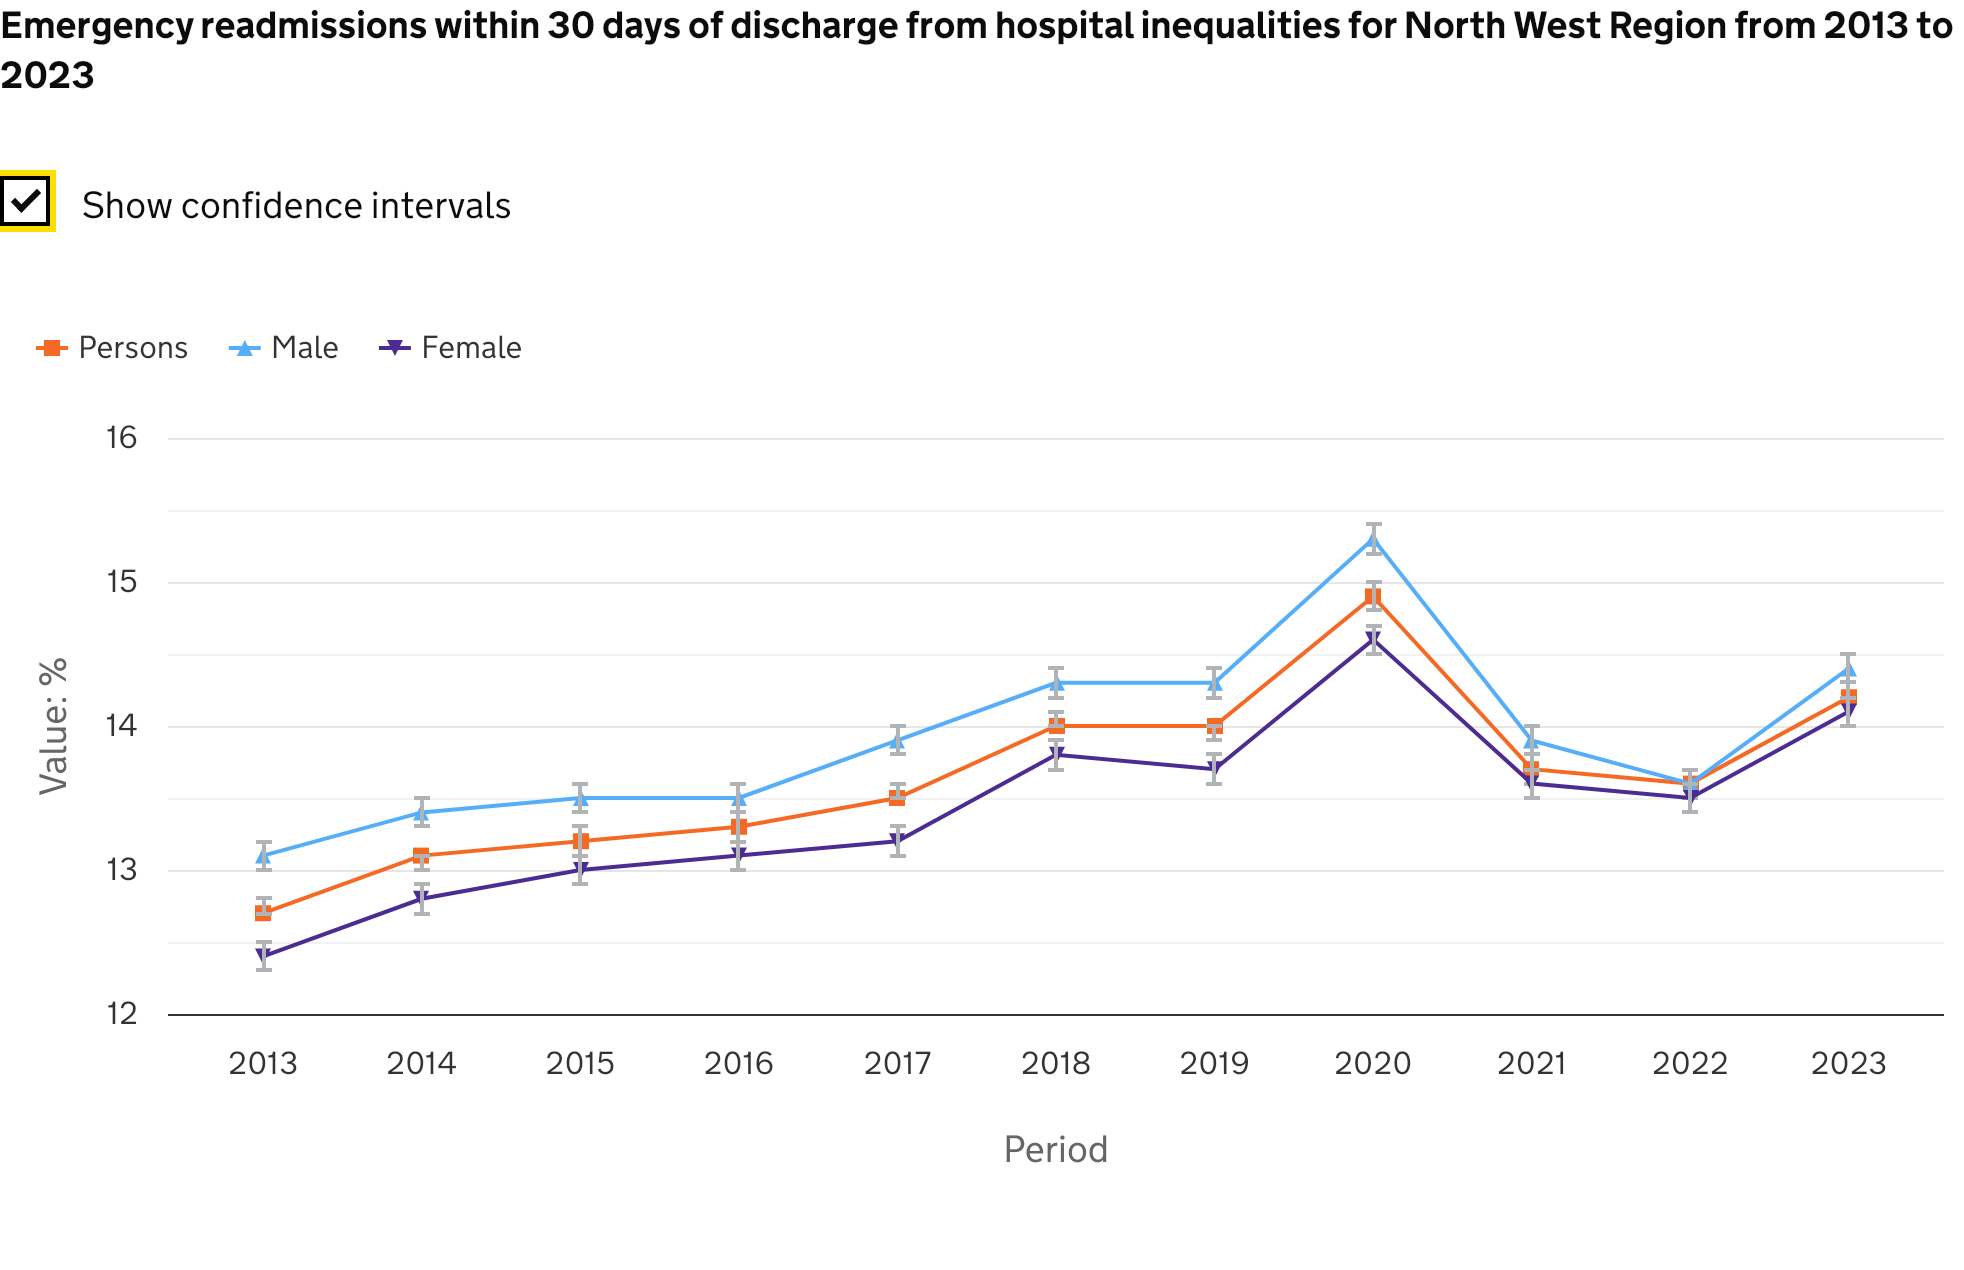 Emergency readmissions within 30 days of discharge from hospital inequalities for North West Region from 2013 to
2023
Show confidence intervals
Persons Male Female
16
15
14
13
12
Value: %
2013 2014 2015 2016 2017 2018 2019 2020 2021 2022 2023
Period